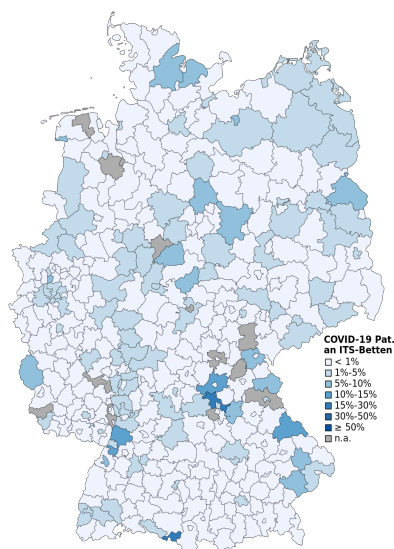 COVID-19 Pat.
an ITS-Betten
< 1%
1%-5%
5%-10%
10%-15%
15%-30%
30%-50%
≥ 50%
n.a.